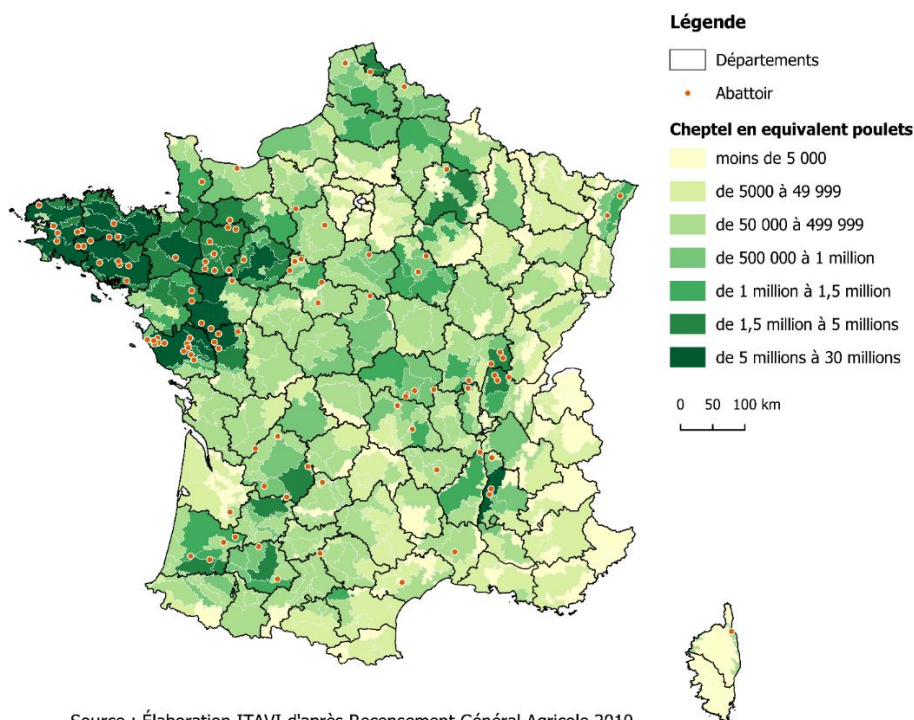 Légende
Départements
Abattoir
Cheptel en equivalent poulets
moins de 5 000
de 5000 à 49 999
de 50 000 à 499 999
de 500 000 à 1 million
de 1 million à 1,5 million
de 1,5 million à 5 millions
de 5 millions à 30 millions
0 50 100 km
Source : Élaboration ITAVI d'après Recensement Général Agricole 2010